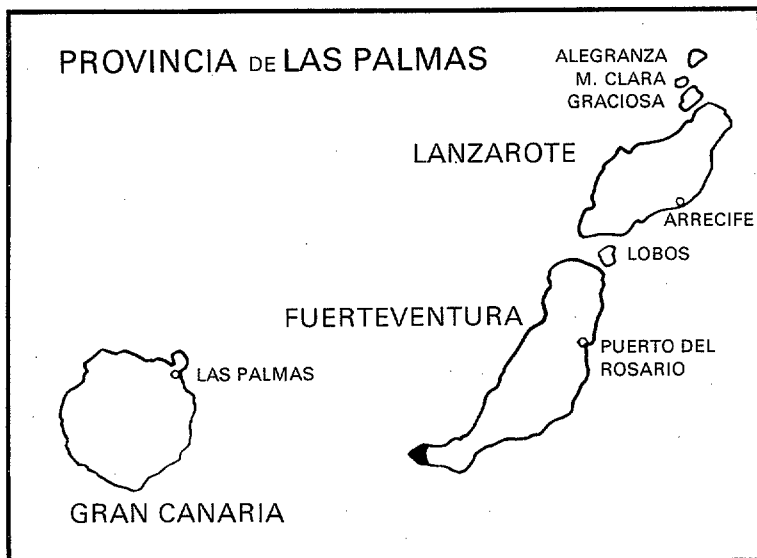 PROVINCIA DE LAS PALMAS
ALEGRANZA
M. CLARA
GRACIOSA
LANZAROTE
ARRECIFE
LOBOS
FUERTEVENTURA
PUERTO DEL
ROSARIO
LAS PALMAS
GRAN CANARIA